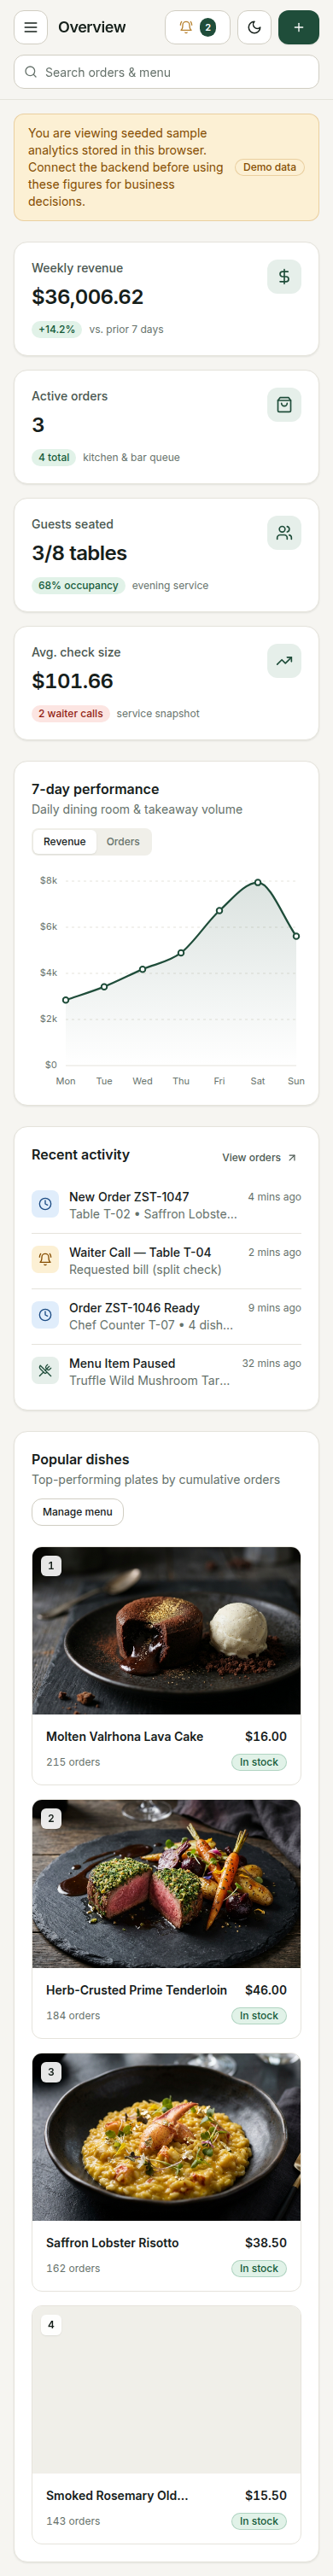 Overview
2
+
Search orders & menu
You are viewing seeded sample
analytics stored in this browser.
Connect the backend before using
these figures for business
decisions.
Demo data
Weekly revenue
$36,006.62
+14.2% vs. prior 7 days
Active orders
3
4 total kitchen & bar queue
Guests seated
3/8 tables
68% occupancy evening service
Avg. check size
$101.66
2 waiter calls service snapshot
7-day performance
Daily dining room & takeaway volume
Revenue Orders
$8k
$6k
$4k
$2k
$0
Mon Tue Wed Thu Fri Sat Sun
Recent activity View orders
New Order ZST-1047 4 mins ago
Table T-02 • Saffron Lobste...
Waiter Call — Table T-04 2 mins ago
Requested bill (split check)
Order ZST-1046 Ready 9 mins ago
Chef Counter T-07 • 4 dish...
Menu Item Paused 32 mins ago
Truffle Wild Mushroom Tar...
Popular dishes
Top-performing plates by cumulative orders
Manage menu
1
Molten Valrhona Lava Cake $16.00
215 orders In stock
2
Herb-Crusted Prime Tenderloin $46.00
184 orders In stock
3
Saffron Lobster Risotto $38.50
162 orders In stock
4
Smoked Rosemary Old... $15.50
143 orders In stock